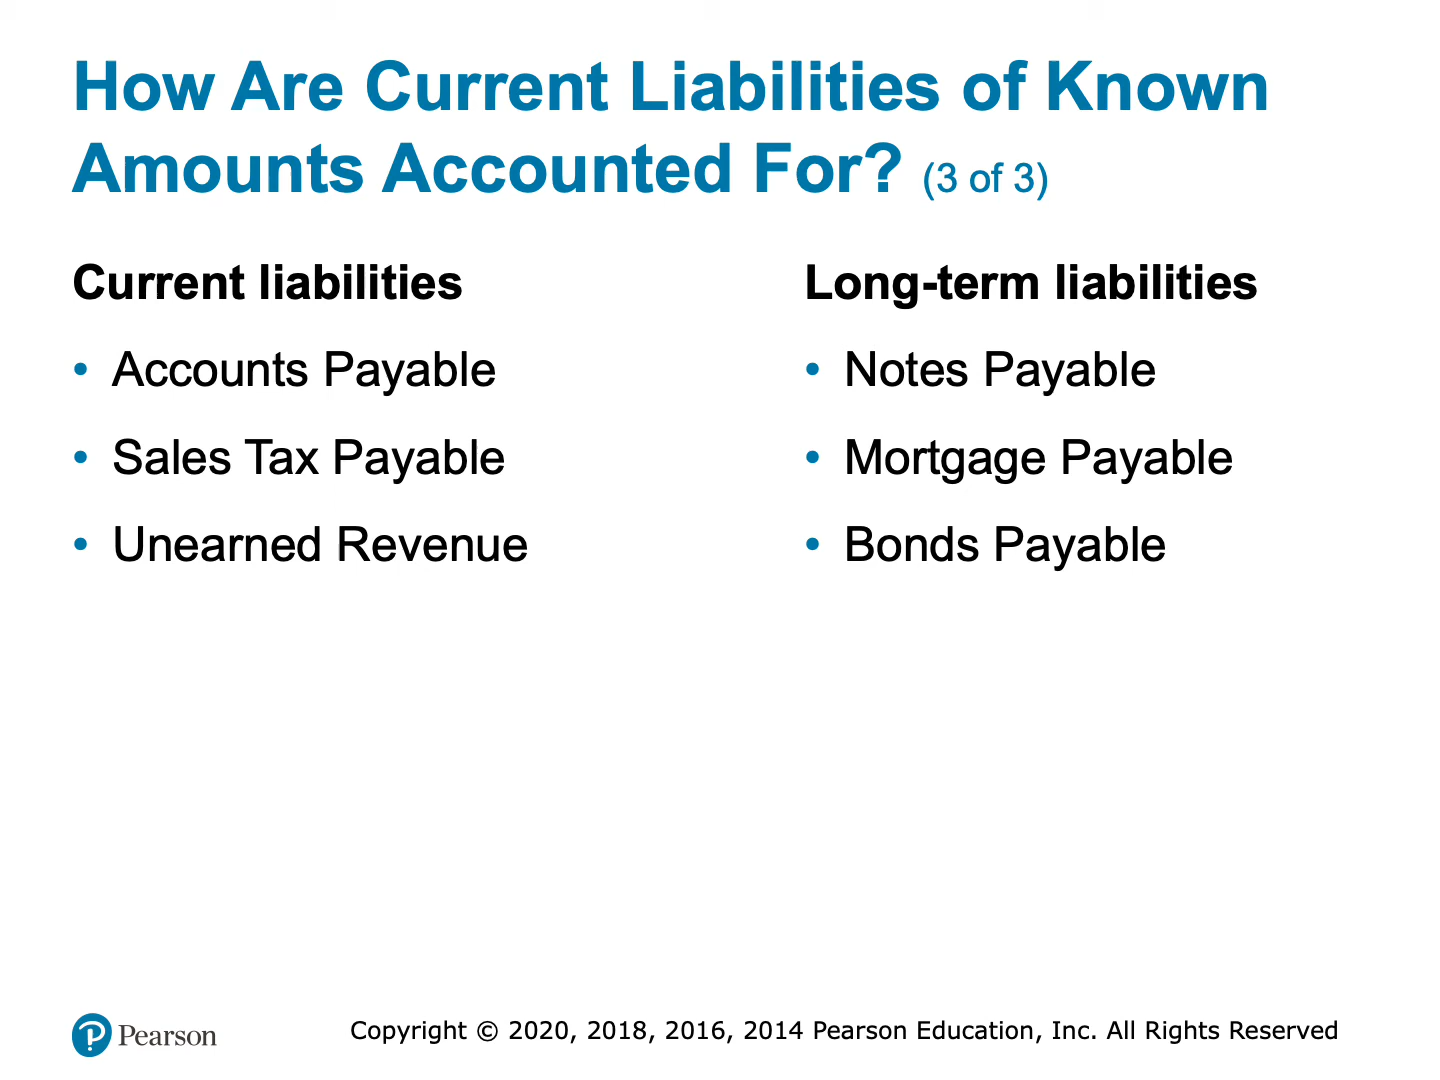 How Are Current Liabilities of Known
Amounts Accounted For? (3 of 3)
Current liabilities
• Accounts Payable
• Sales Tax Payable
• Unearned Revenue
Long-term liabilities
• Notes Payable
• Mortgage Payable
• Bonds Payable
Pearson
Copyright © 2020, 2018, 2016, 2014 Pearson Education, Inc. All Rights Reserved